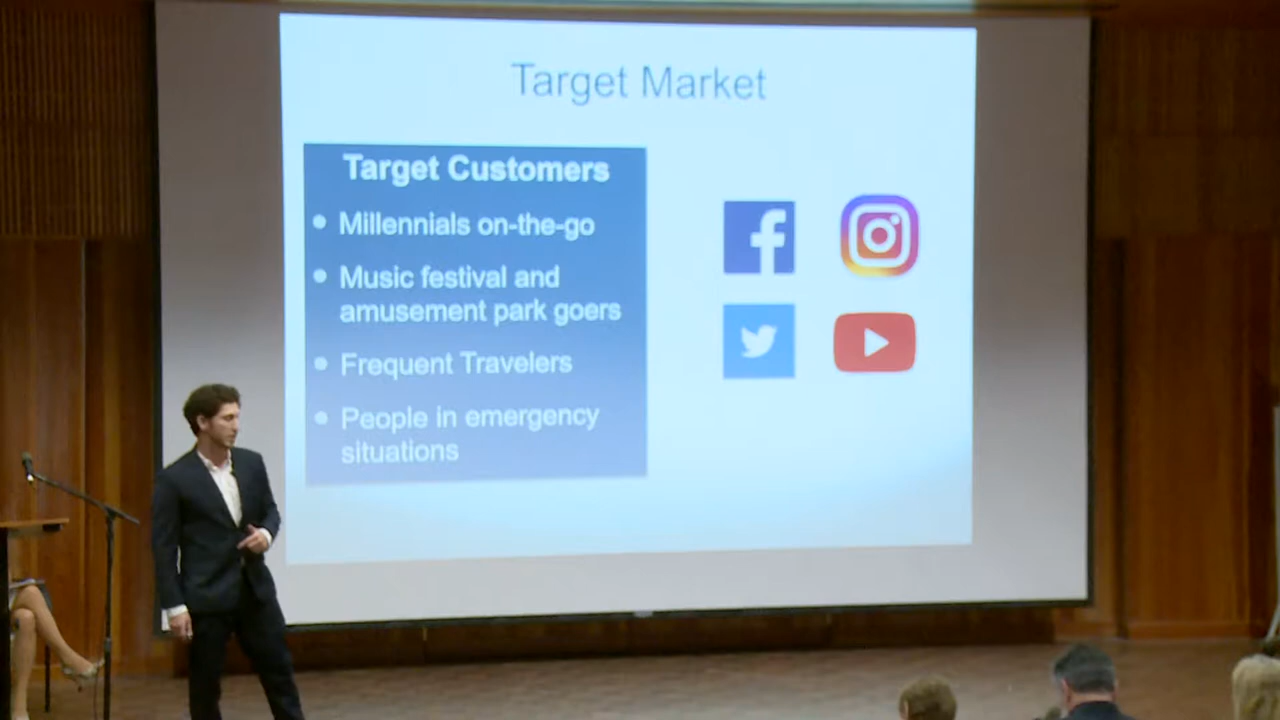 Target Market
Target Customers
• Millennials on-the-go
• Music festival and
amusement park goers
• Frequent Travelers
• People in emergency
situations